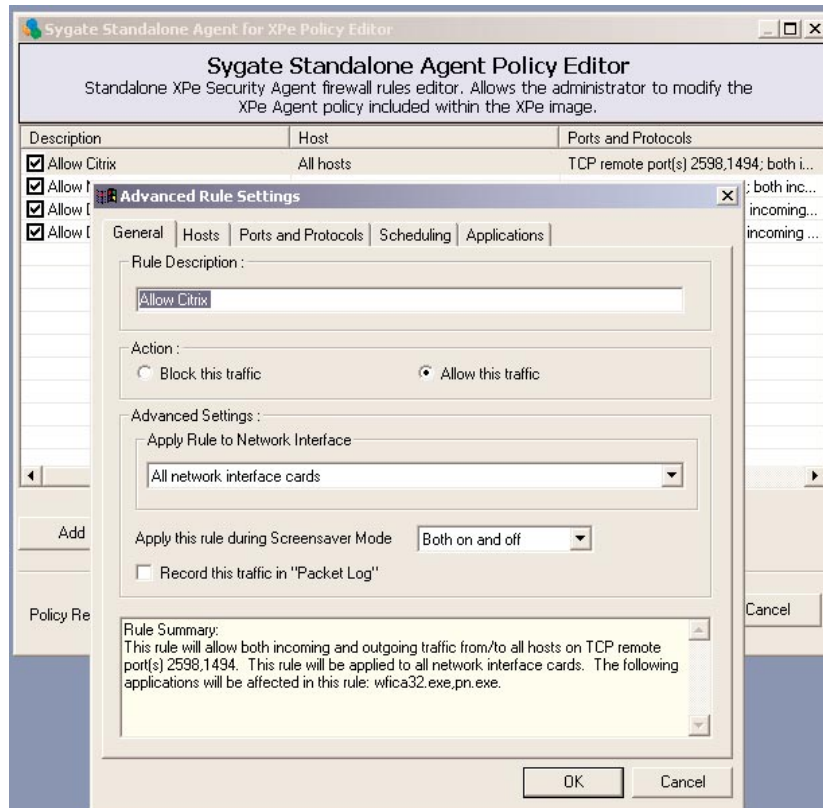 Sygate Standalone Agent for XPe Policy Editor
Sygate Standalone Agent Policy Editor
Standalone XPe Security Agent firewall rules editor. Allows the administrator to modify the
XPe Agent policy included within the XPe image.
Description Host Ports and Protocols
Allow Citrix All hosts TCP remote port(s) 2598,1494; both i...
Allow ; both inc...
Allow incoming...
Allow incoming ...
Advanced Rule Settings
General Hosts Ports and Protocols Scheduling Applications
Rule Description :
Allow Citrix
Action :
Block this traffic Allow this traffic
Advanced Settings :
Apply Rule to Network Interface
All network interface cards
Add
Apply this rule during Screensaver Mode Both on and off
Record this traffic in "Packet Log"
Policy Re Cancel
Rule Summary:
This rule will allow both incoming and outgoing traffic from/to all hosts on TCP remote
port(s) 2598,1494. This rule will be applied to all network interface cards. The following
applications will be affected in this rule: wfica32.exe,pn.exe.
OK Cancel